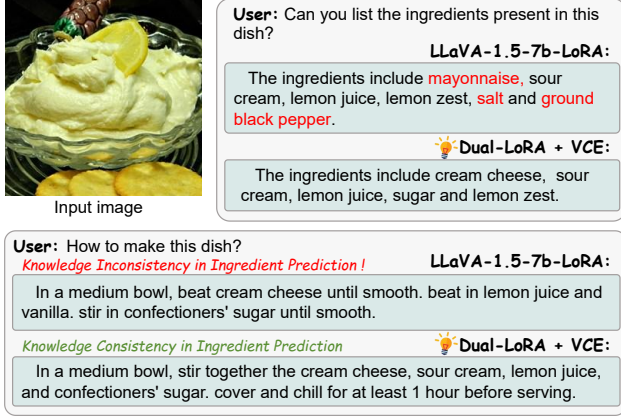 User: Can you list the ingredients present in this
dish?
LLaVA-1.5-7b-LoRA:
The ingredients include mayonnaise, sour
cream, lemon juice, lemon zest, salt and ground
black pepper.
Dual-LoRA + VCE:
The ingredients include cream cheese, sour
cream, lemon juice, sugar and lemon zest.
Input image
User: How to make this dish?
Knowledge Inconsistency in Ingredient Prediction !
LLaVA-1.5-7b-LoRA:
In a medium bowl, beat cream cheese until smooth. beat in lemon juice and
vanilla. stir in confectioners' sugar until smooth.
Knowledge Consistency in Ingredient Prediction
Dual-LoRA + VCE:
In a medium bowl, stir together the cream cheese, sour cream, lemon juice,
and confectioners' sugar. cover and chill for at least 1 hour before serving.